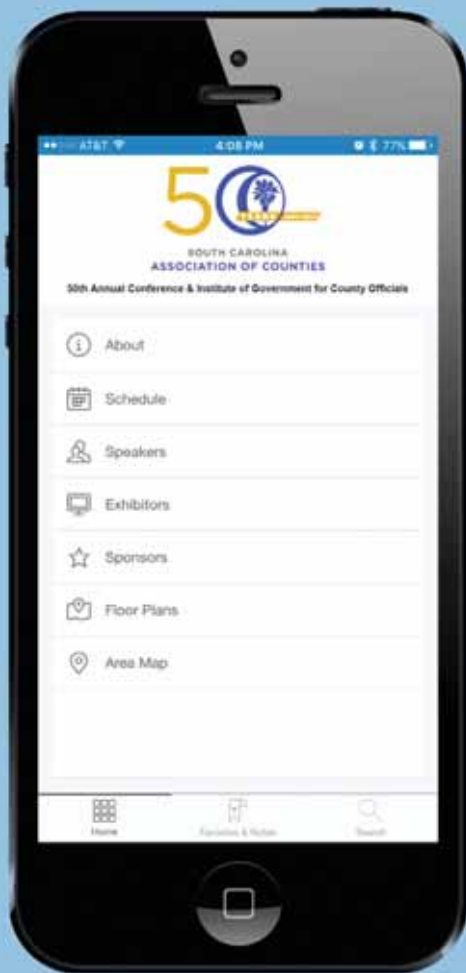 AT&T 4:08 PM 77%
50
SOUTH CAROLINA
ASSOCIATION OF COUNTIES
50th Annual Conference & Institute of Government for County Officials
About
Schedule
Speakers
Exhibitors
Sponsors
Floor Plans
Area Map
Home Favorites & Notes Search